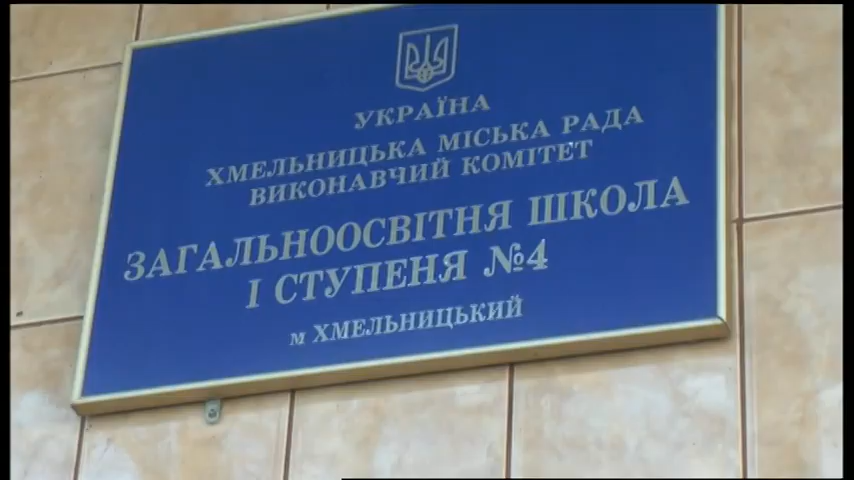 УКРАЇНА
ХМЕЛЬНИЦЬКА МІСЬКА РАДА
ВИКОНАВЧИЙ КОМІТЕТ
ЗАГАЛЬНООСВІТНЯ ШКОЛА
І СТУПЕНЯ №4
м ХМЕЛЬНИЦЬКИЙ